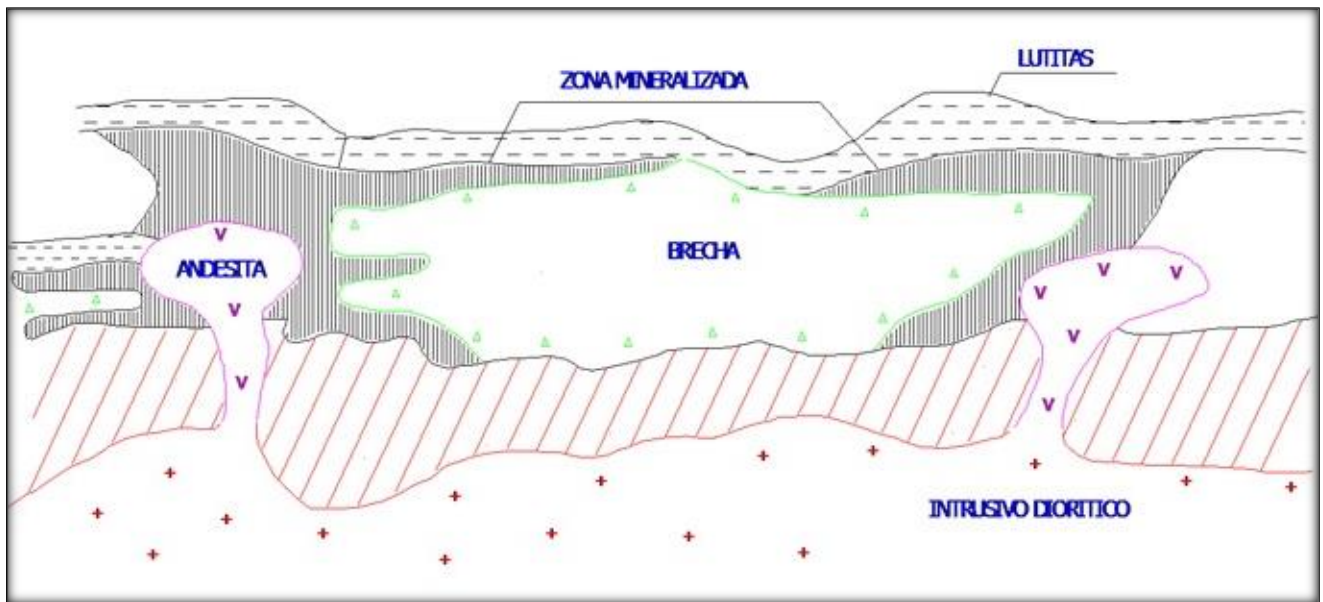 LUTITAS
ZONA MINERALIZADA
BRECHA
ANDESITA
INTRUSIVO DIORITICO